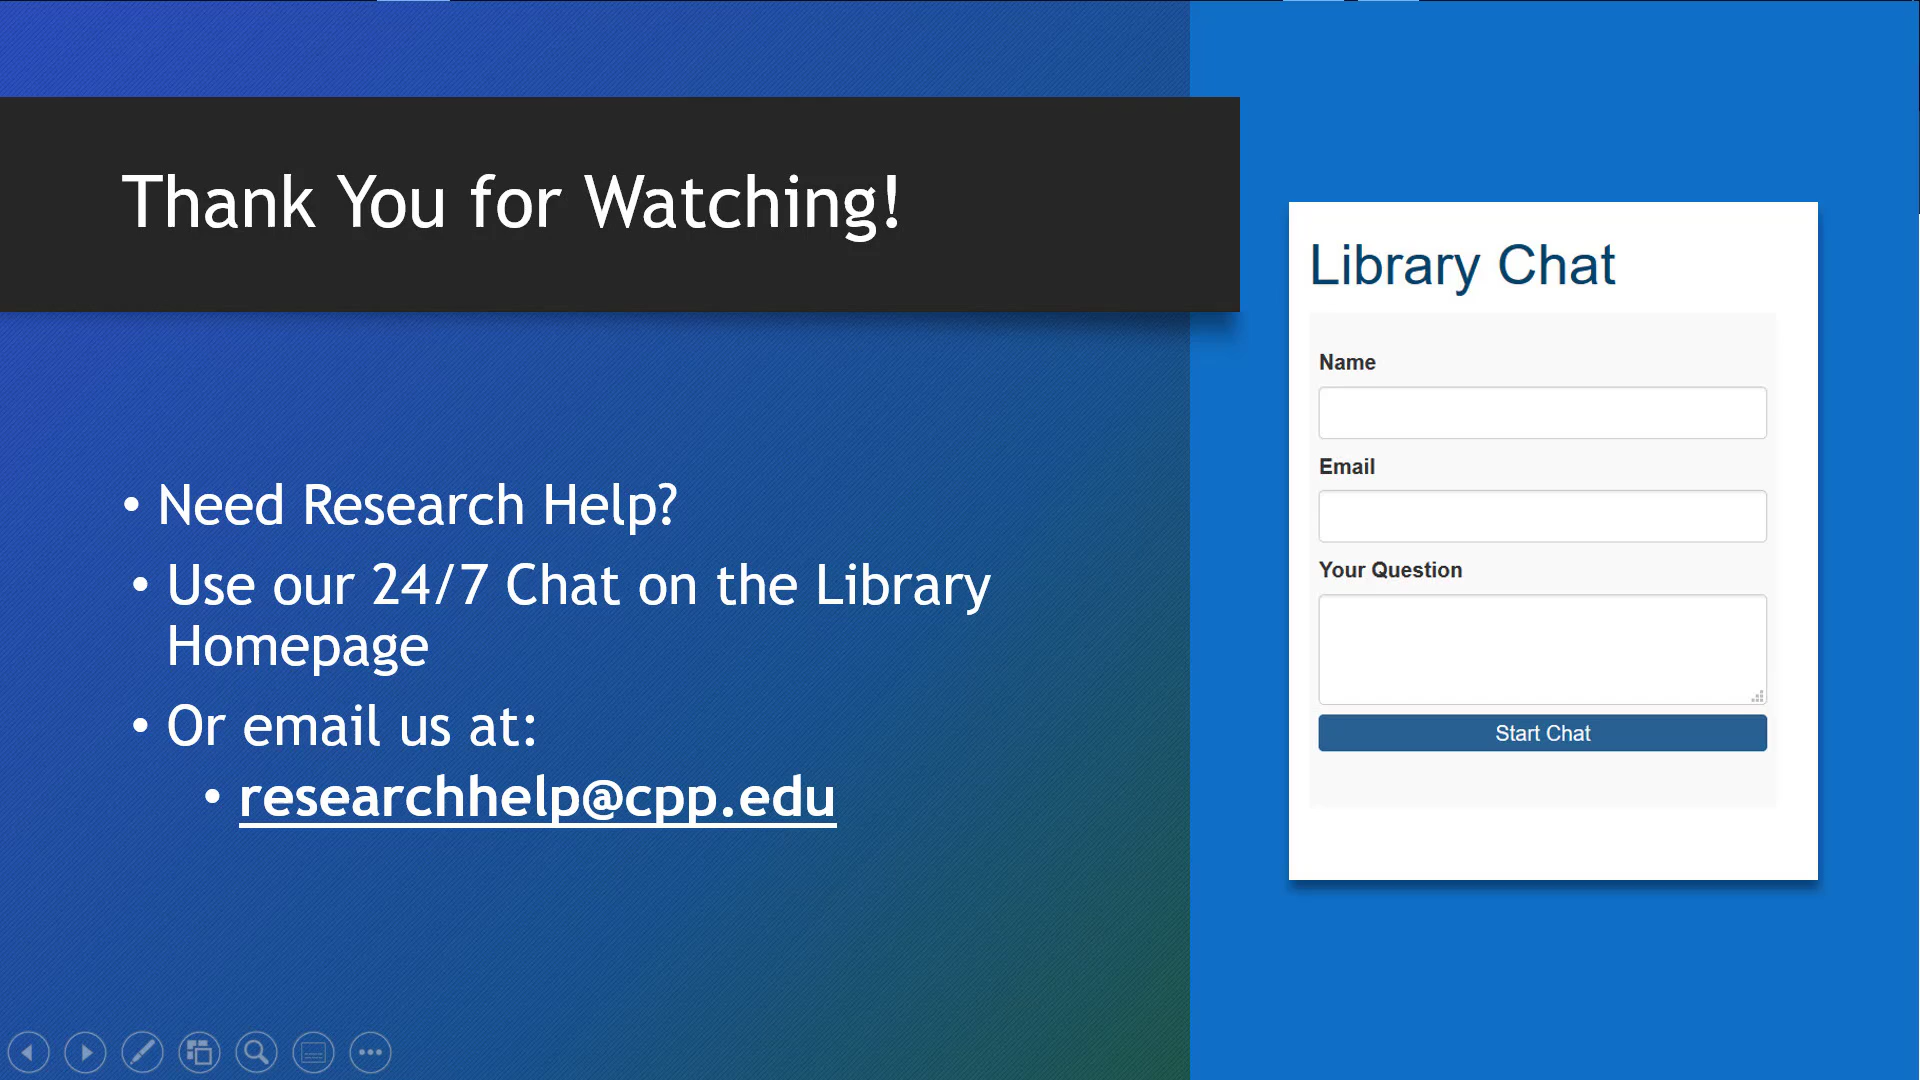 Thank You for Watching!
• Need Research Help?
• Use our 24/7 Chat on the Library
Homepage
• Or email us at:
• researchhelp@cpp.edu
Library Chat
Name
Email
Your Question
Start Chat